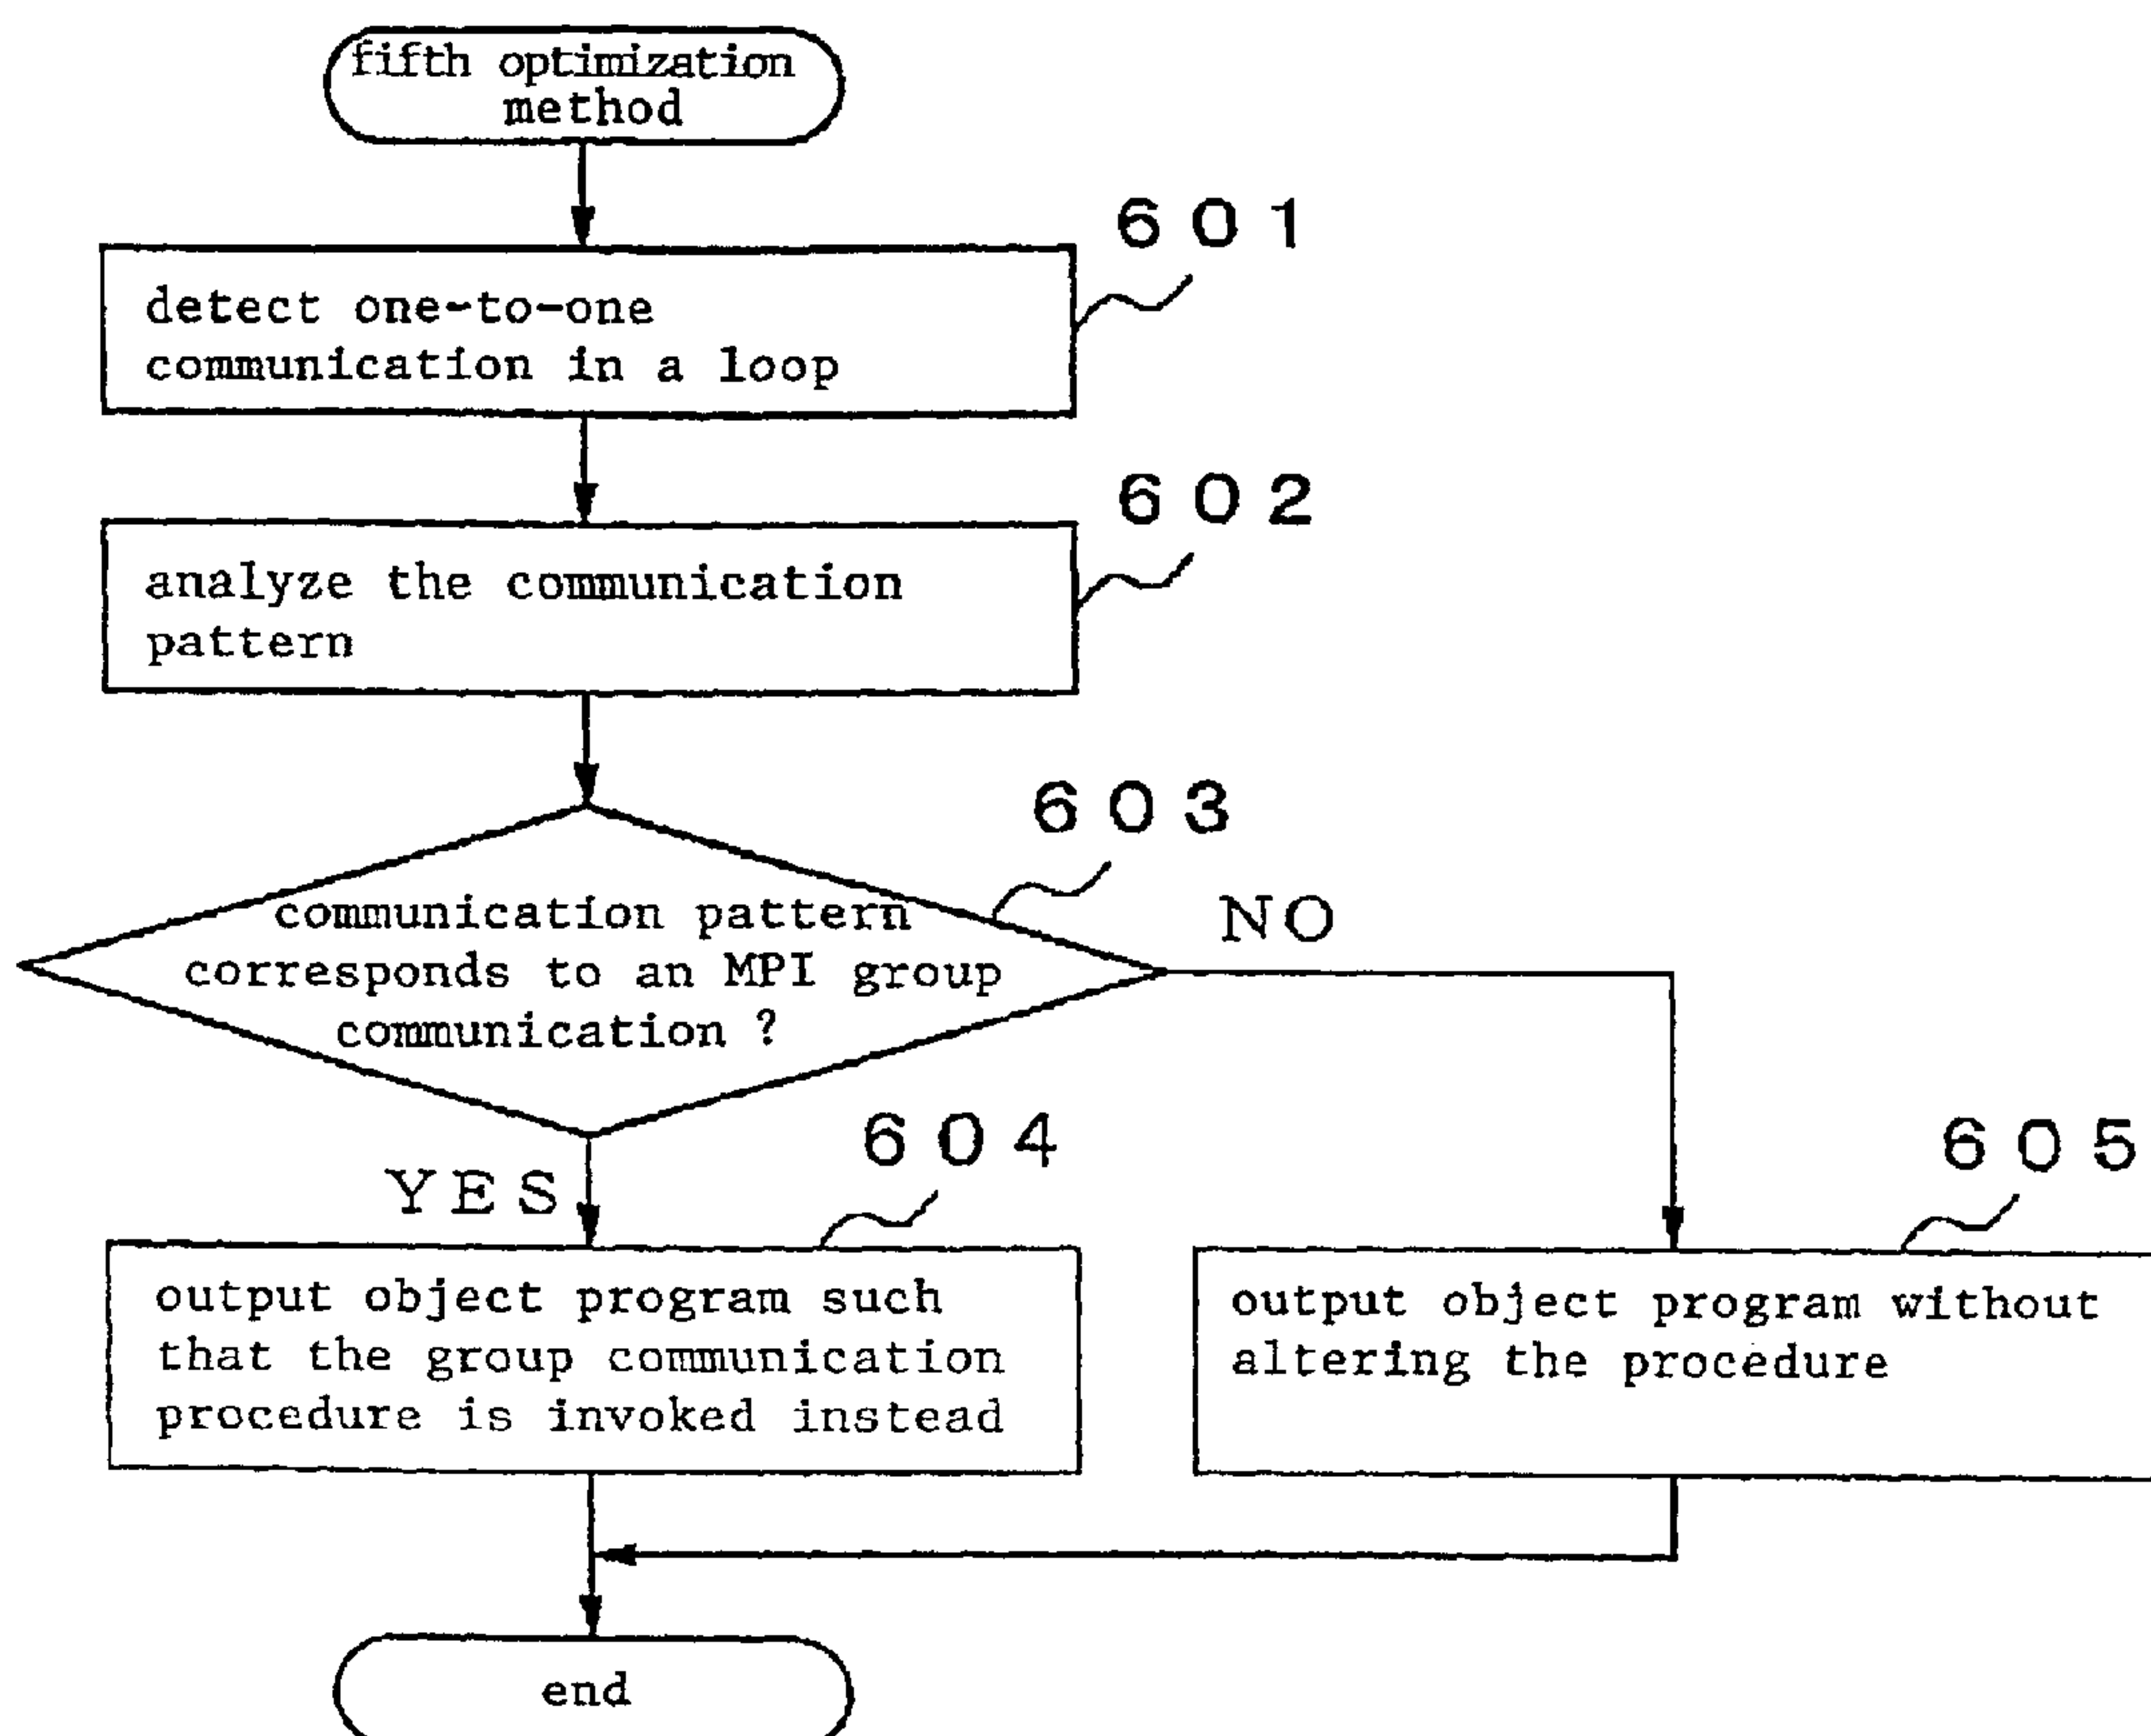 fifth optimization
method
601
detect one-to-one
communication in a loop
602
analyze the communication
pattern
603
communication pattern
corresponds to an MPI group
communication ?
NO
YES
604
output object program such
that the group communication
procedure is invoked instead
605
output object program without
altering the procedure
end